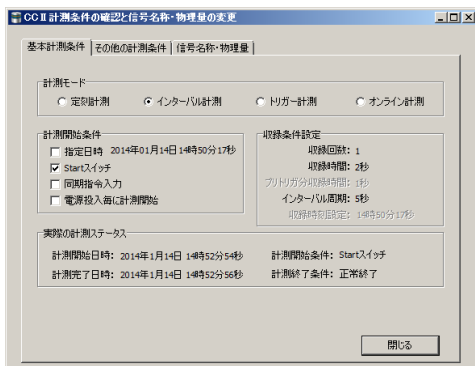 CCⅡ計測条件の確認と信号名称・物理量の変更
基本計測条件 その他の計測条件 信号名称・物理量
計測モード
定刻計測 インターバル計測 トリガー計測 オンライン計測
計測開始条件
指定日時 2014年01月14日14時50分17秒
Startスイッチ
同期指令入力
電源投入毎に計測開始
収録条件設定
収録回数: 1
収録時間: 2秒
プリトリガ分収録時間: 1秒
インターバル周期: 5秒
収録時刻設定: 14時50分17秒
実際の計測ステータス
計測開始日時: 2014年1月14日 14時52分54秒 計測開始条件: Startスイッチ
計測完了日時: 2014年1月14日 14時52分56秒 計測終了条件: 正常終了
閉じる